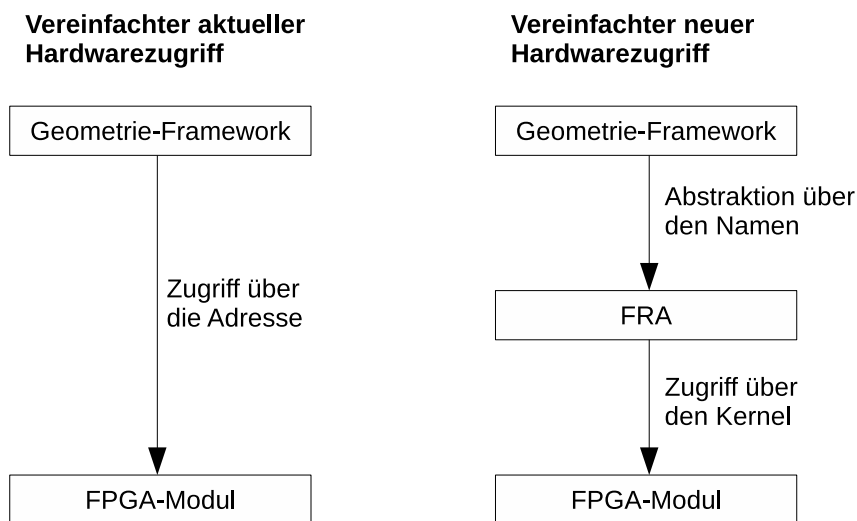 Vereinfachter aktueller
Hardwarezugriff
Geometrie-Framework
Zugriff über
die Adresse
FPGA-Modul
Vereinfachter neuer
Hardwarezugriff
Geometrie-Framework
Abstraktion über
den Namen
FRA
Zugriff über
den Kernel
FPGA-Modul